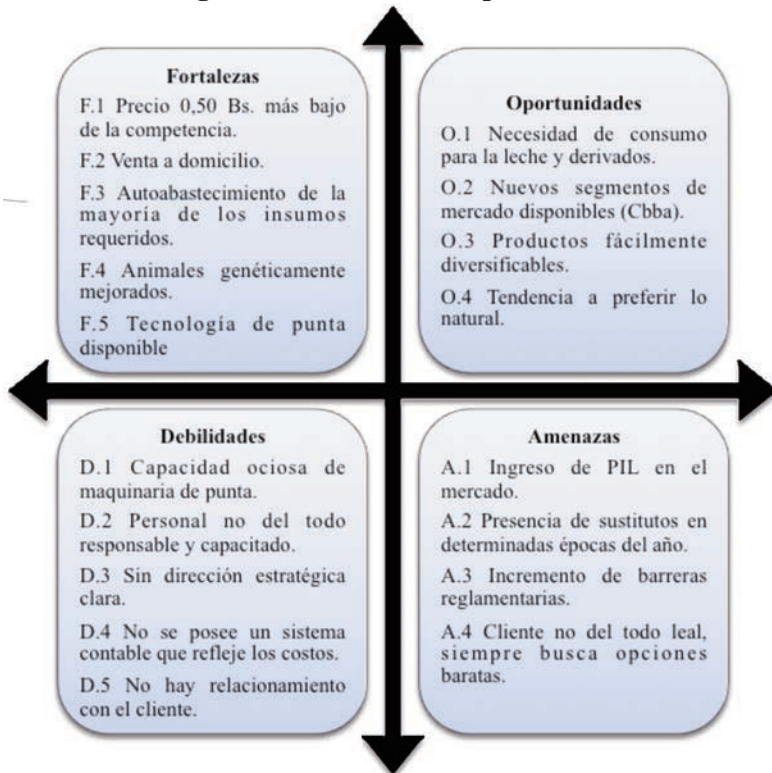 Fortalezas
F.1 Precio 0,50 Bs. más bajo
de la competencia.
F.2 Venta a domicilio.
F.3 Autoabastecimiento de la
mayoría de los insumos
requeridos.
F.4 Animales genéticamente
mejorados.
F.5 Tecnología de punta
disponible
Oportunidades
O.1 Necesidad de consumo
para la leche y derivados.
O.2 Nuevos segmentos de
mercado disponibles (Cbba).
O.3 Productos fácilmente
diversificables.
O.4 Tendencia a preferir lo
natural.
Debilidades
D.1 Capacidad ociosa de
maquinaria de punta.
D.2 Personal no del todo
responsable y capacitado.
D.3 Sin dirección estratégica
clara.
D.4 No se posee un sistema
contable que refleje los costos.
D.5 No hay relacionamiento
con el cliente.
Amenazas
A.1 Ingreso de PIL en el
mercado.
A.2 Presencia de sustitutos en
determinadas épocas del año.
A.3 Incremento de barreras
reglamentarias.
A.4 Cliente no del todo leal,
siempre busca opciones
baratas.